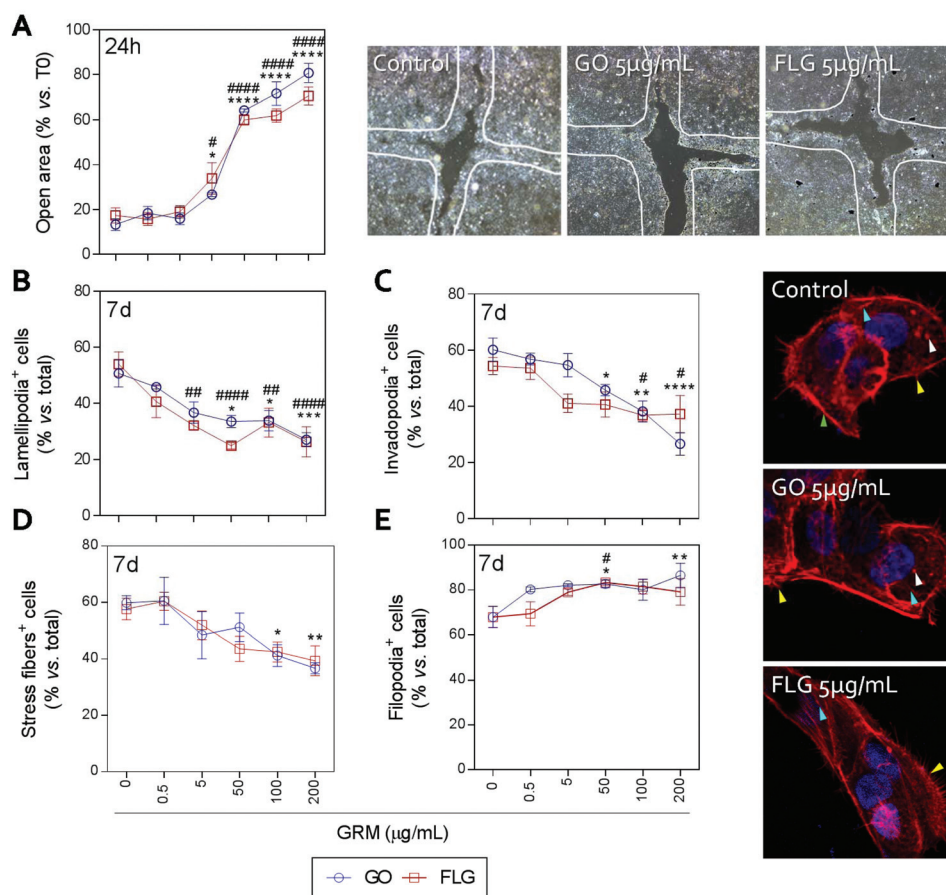 A
24h
Open area (% vs. T0)
100
80
60
40
20
0
#
*
####
****
####
****
####
****
Control
GO 5µg/mL
FLG 5µg/mL
B
7d
Lamellipodia+ cells
(% vs. total)
80
60
40
20
0
##
####
*
##
*
####
***
C
7d
Invadopodia+ cells
(% vs. total)
80
60
40
20
0
*
#
**
#
****
Control
GO 5µg/mL
FLG 5µg/mL
D
7d
Stress fibers+ cells
(% vs. total)
80
60
40
20
0
*
**
0
0.5
5
50
100
200
E
7d
Filopodia+ cells
(% vs. total)
100
80
60
40
20
0
#
*
**
0
0.5
5
50
100
200
GRM (µg/mL)
GO
FLG